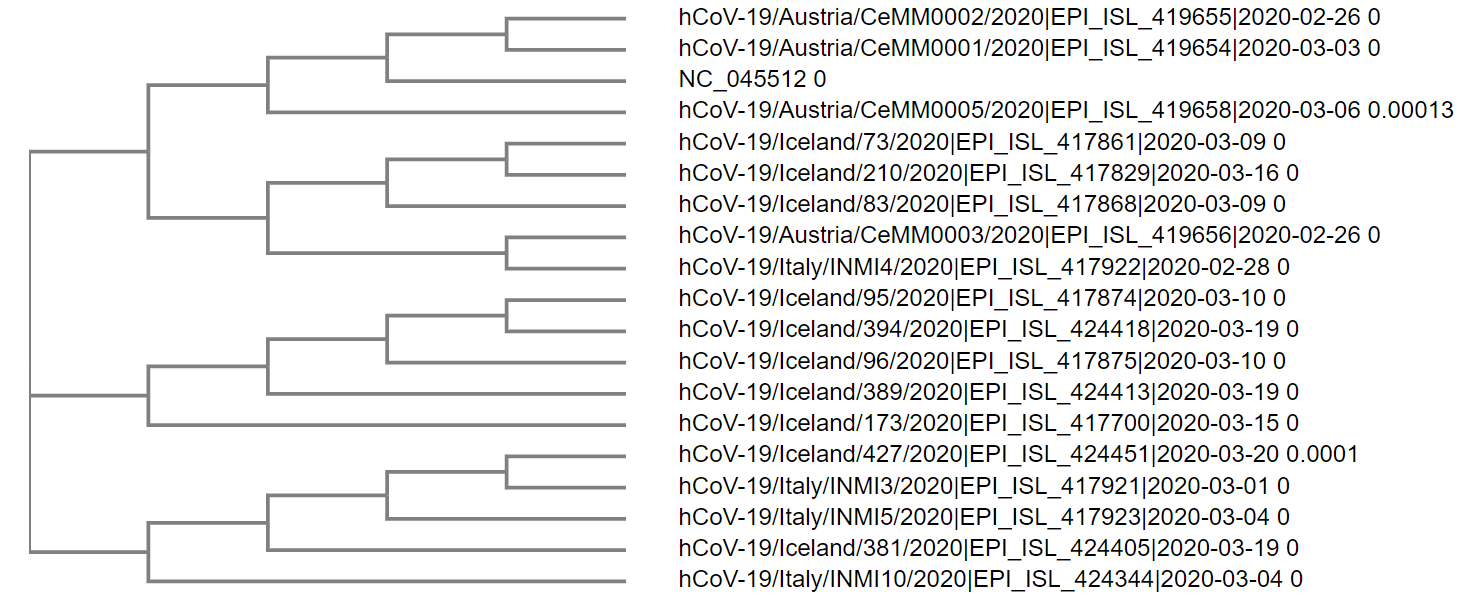 hCoV-19/Austria/CeMM0002/2020|EPI_ISL_419655|2020-02-26 0
hCoV-19/Austria/CeMM0001/2020|EPI_ISL_419654|2020-03-03 0
NC_045512 0
hCoV-19/Austria/CeMM0005/2020|EPI_ISL_419658|2020-03-06 0.00013
hCoV-19/Iceland/73/2020|EPI_ISL_417861|2020-03-09 0
hCoV-19/Iceland/210/2020|EPI_ISL_417829|2020-03-16 0
hCoV-19/Iceland/83/2020|EPI_ISL_417868|2020-03-09 0
hCoV-19/Austria/CeMM0003/2020|EPI_ISL_419656|2020-02-26 0
hCoV-19/Italy/INMI4/2020|EPI_ISL_417922|2020-02-28 0
hCoV-19/Iceland/95/2020|EPI_ISL_417874|2020-03-10 0
hCoV-19/Iceland/394/2020|EPI_ISL_424418|2020-03-19 0
hCoV-19/Iceland/96/2020|EPI_ISL_417875|2020-03-10 0
hCoV-19/Iceland/389/2020|EPI_ISL_424413|2020-03-19 0
hCoV-19/Iceland/173/2020|EPI_ISL_417700|2020-03-15 0
hCoV-19/Iceland/427/2020|EPI_ISL_424451|2020-03-20 0.0001
hCoV-19/Italy/INMI3/2020|EPI_ISL_417921|2020-03-01 0
hCoV-19/Italy/INMI5/2020|EPI_ISL_417923|2020-03-04 0
hCoV-19/Iceland/381/2020|EPI_ISL_424405|2020-03-19 0
hCoV-19/Italy/INMI10/2020|EPI_ISL_424344|2020-03-04 0